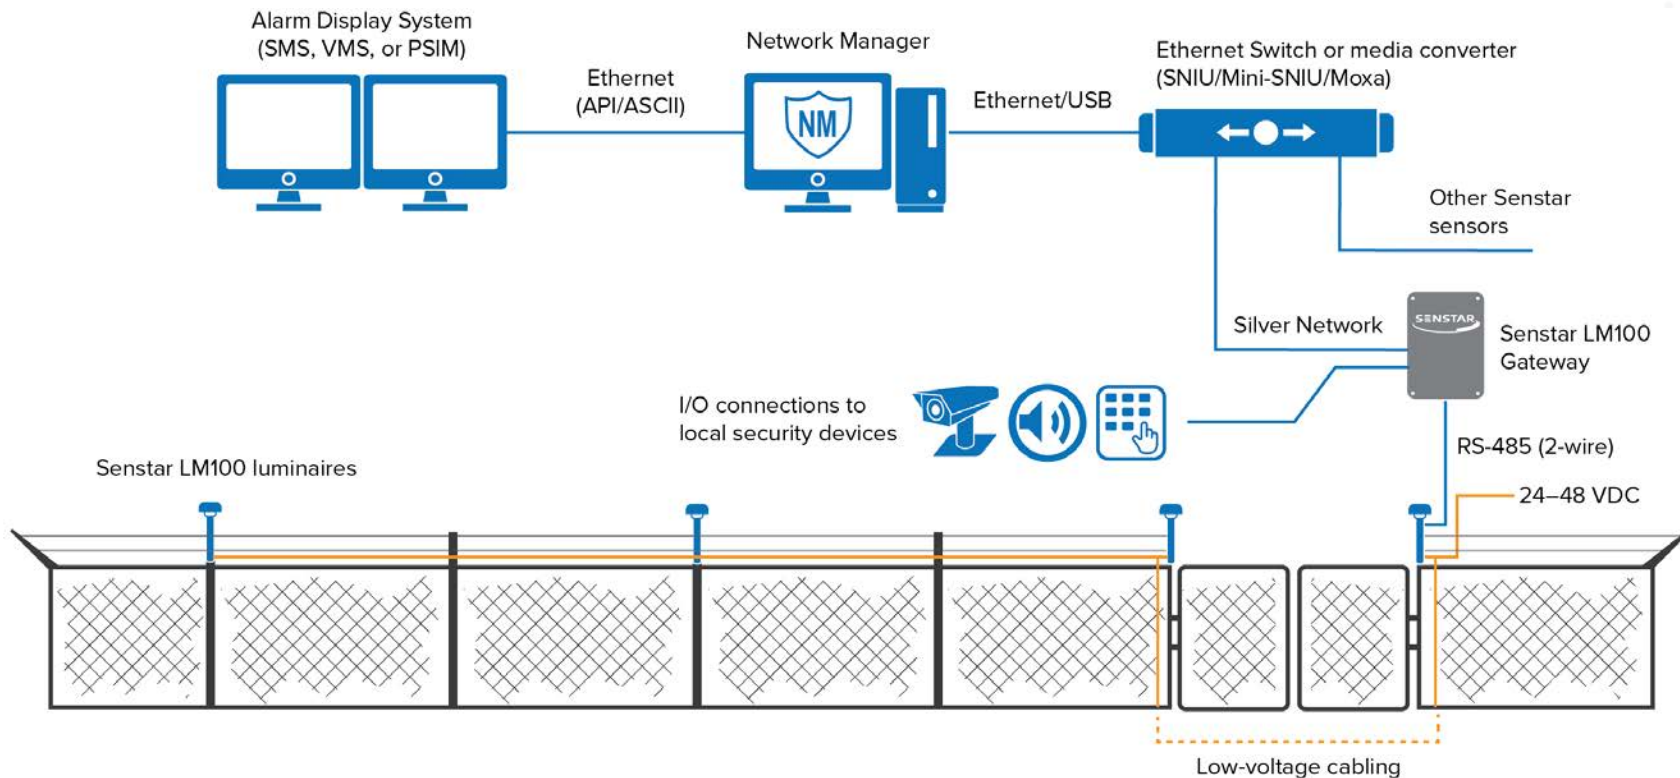 Alarm Display System
(SMS, VMS, or PSIM)
Ethernet
(API/ASCII)
Network Manager
NM
Ethernet/USB
Ethernet Switch or media converter
(SNIU/Mini-SNIU/Moxa)
Other Senstar
sensors
Silver Network
SENSTAR
Senstar LM100
Gateway
I/O connections to
local security devices
RS-485 (2-wire)
24–48 VDC
Senstar LM100 luminaires
Low-voltage cabling